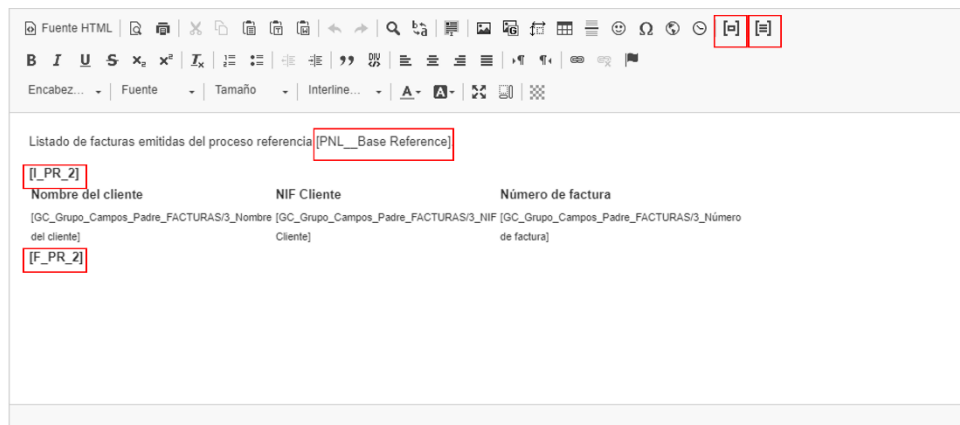 Fuente HTML
B I U S x₂ x² Iₓ
Encabez... Fuente Tamaño Interline... A A
Listado de facturas emitidas del proceso referencia [PNL__Base Reference]
[I_PR_2]
Nombre del cliente NIF Cliente Número de factura
[GC_Grupo_Campos_Padre_FACTURAS/3_Nombre [GC_Grupo_Campos_Padre_FACTURAS/3_NIF [GC_Grupo_Campos_Padre_FACTURAS/3_Número
del cliente] Cliente] de factura]
[F_PR_2]